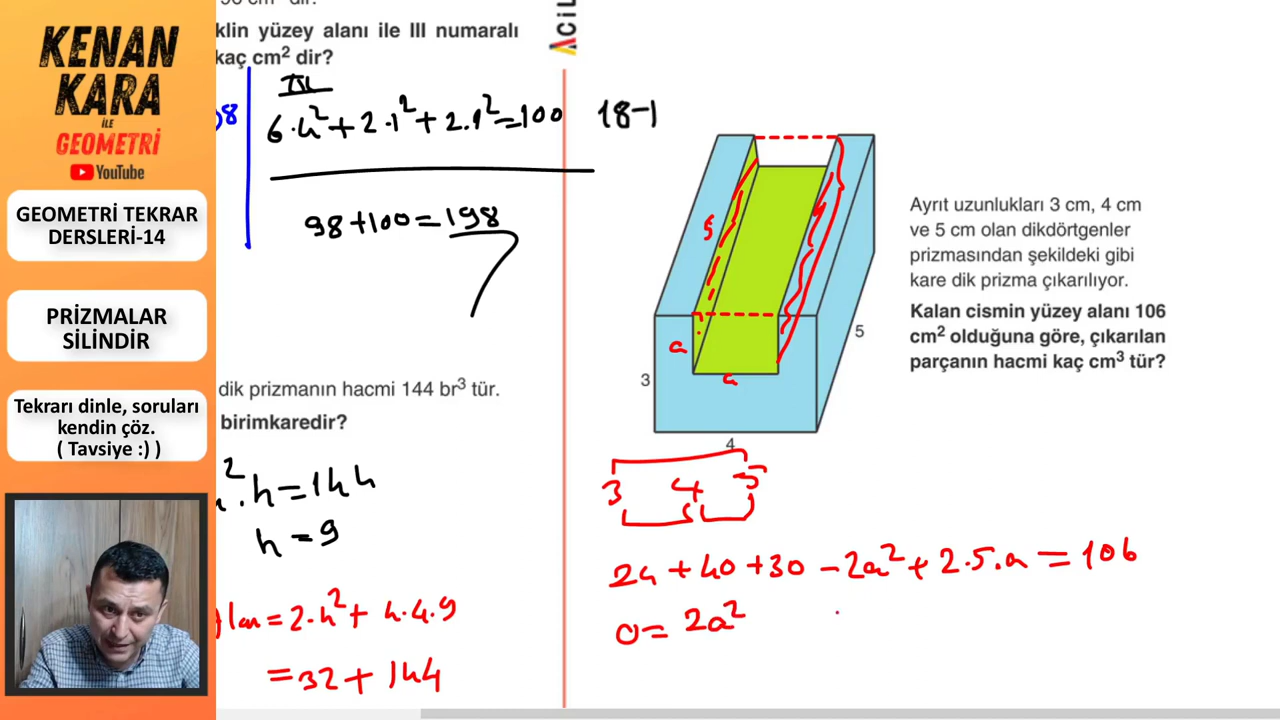 KENAN
KARA
İLE
GEOMETRİ
YouTube
GEOMETRİ TEKRAR
DERSLERİ-14
PRİZMALAR
SİLİNDİR
Tekrarı dinle, soruları
kendin çöz.
( Tavsiye :) )
klin yüzey alanı ile III numaralı
kaç cm² dir?
III
6.4²+2.1²+2.1²=100
98+100=198
dik prizmanın hacmi 144 br³ tür.
birimkaredir?
².h=144
h=9
=2.4²+4.4.9
=32+144
ACİL
18-1
5
a
a
3
4
5
Ayrıt uzunlukları 3 cm, 4 cm
ve 5 cm olan dikdörtgenler
prizmasından şekildeki gibi
kare dik prizma çıkarılıyor.
Kalan cismin yüzey alanı 106
cm² olduğuna göre, çıkarılan
parçanın hacmi kaç cm³ tür?
3 4 5
24+40+30-2a²+2.5.a=106
0=2a²